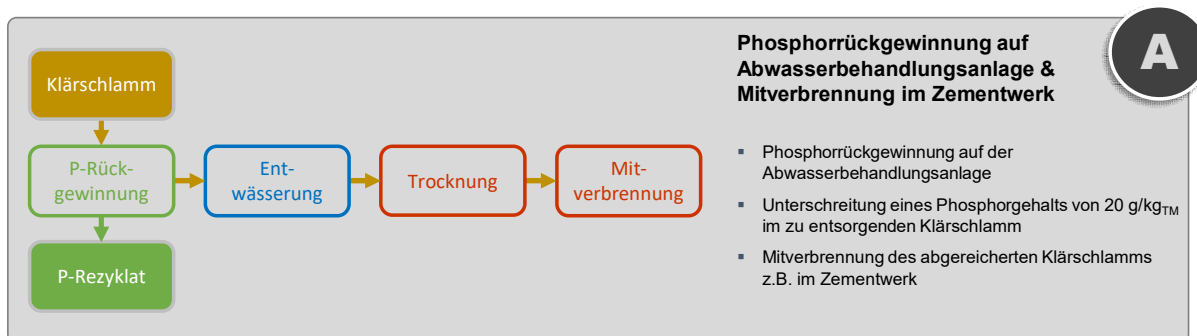 Klärschlamm
P-Rück-
gewinnung
Ent-
wässerung
Trocknung
Mit-
verbrennung
P-Rezyklat
Phosphorrückgewinnung auf
Abwasserbehandlungsanlage &
Mitverbrennung im Zementwerk
A
▪ Phosphorrückgewinnung auf der
Abwasserbehandlungsanlage
▪ Unterschreitung eines Phosphorgehalts von 20 g/kgTM
im zu entsorgenden Klärschlamm
▪ Mitverbrennung des abgereicherten Klärschlamms
z.B. im Zementwerk